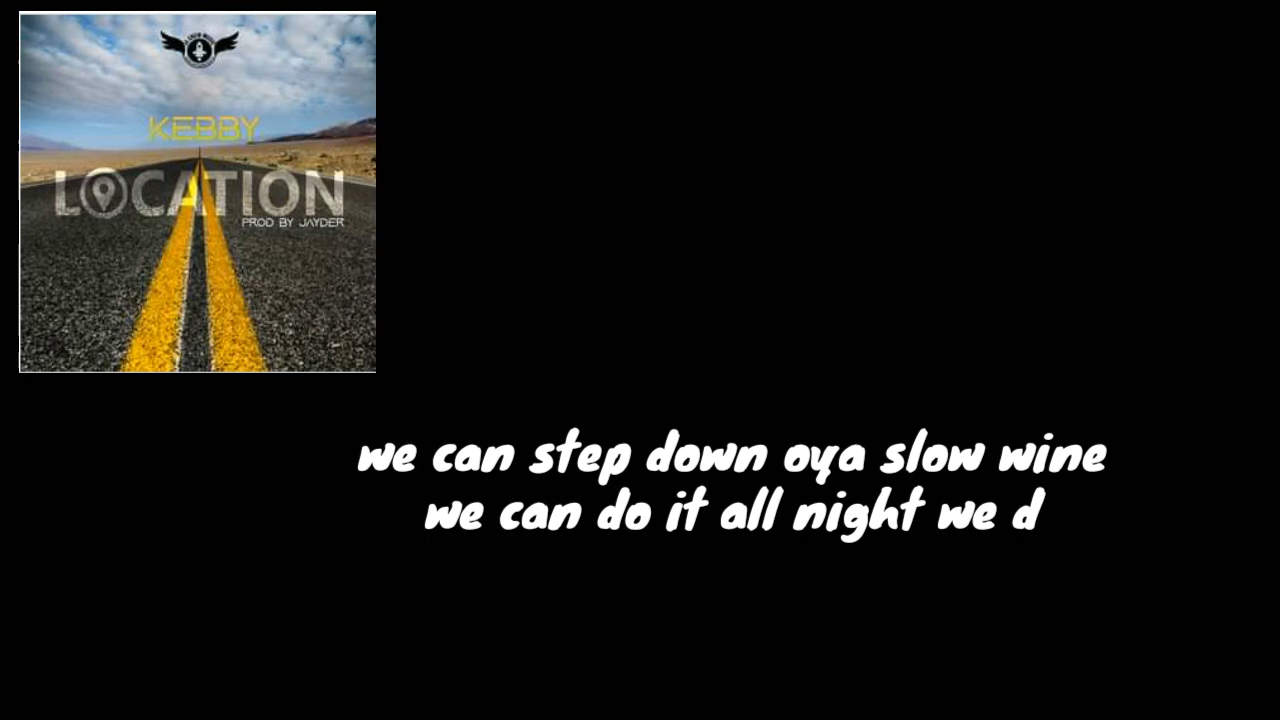 KEBBY
LOCATION
PROD BY JAYDER
we can step down oya slow wine
we can do it all night we d